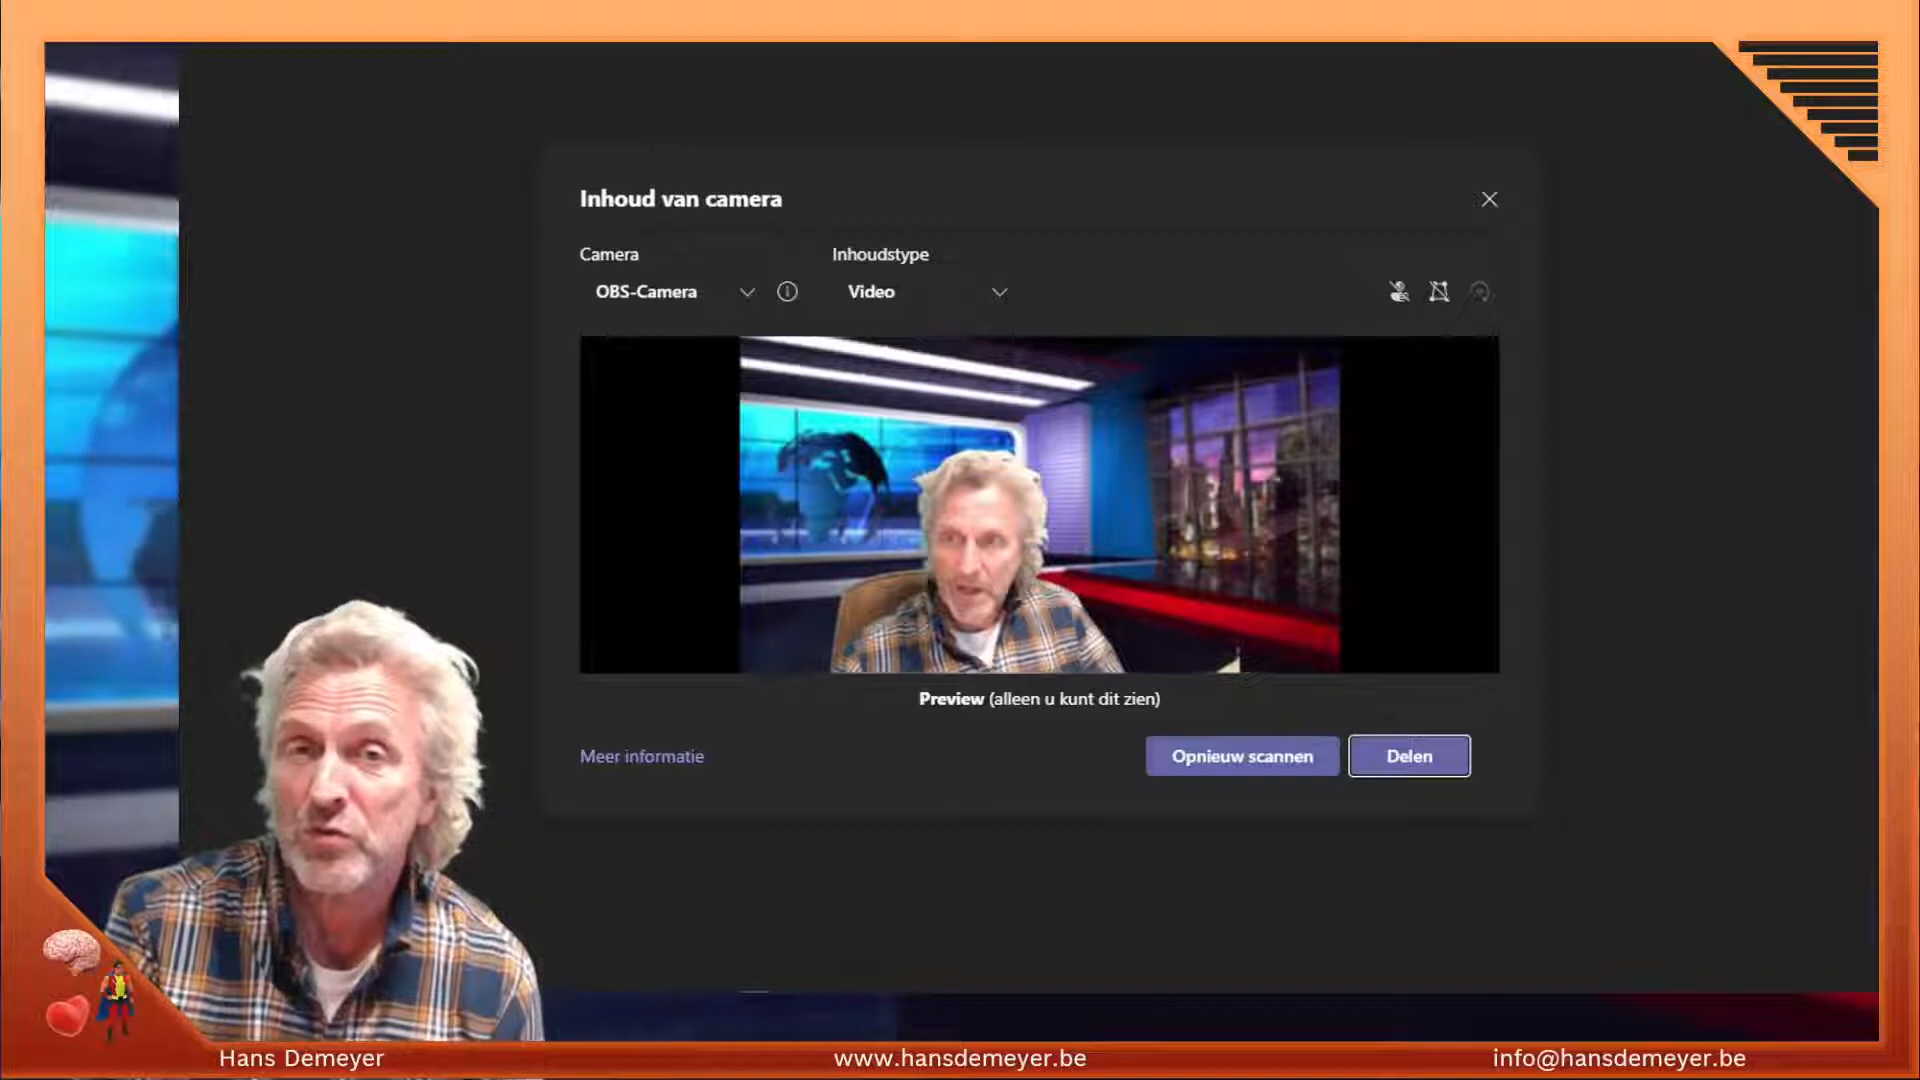 Inhoud van camera
Camera
Inhoudstype
OBS-Camera
Video
Preview (alleen u kunt dit zien)
Meer informatie
Opnieuw scannen
Delen
Hans Demeyer
www.hansdemeyer.be
info@hansdemeyer.be